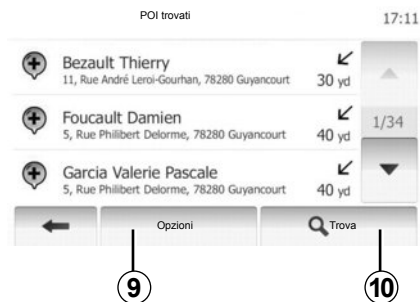 POI trovati 17:11
Bezault Thierry
11, Rue André Leroi-Gourhan, 78280 Guyancourt 30 yd
Foucault Damien
5, Rue Philibert Delorme, 78280 Guyancourt 40 yd
1/34
Garcia Valerie Pascale
5, Rue Philibert Delorme, 78280 Guyancourt 40 yd
Opzioni Trova
9 10